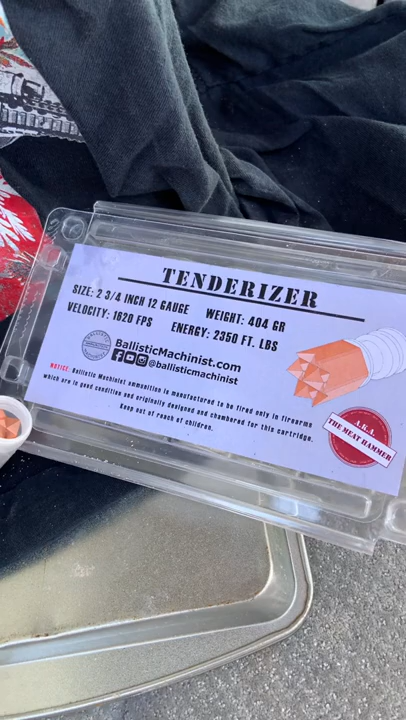 TENDERIZER
SIZE: 2 3/4 INCH 12 GAUGE WEIGHT: 404 GR
VELOCITY: 1620 FPS ENERGY: 2350 FT. LBS
BallisticMachinist.com
@ballisticmachinist
NOTICE: Ballistic Machinist ammunition is manufactured to be fired only in firearms
which are in good condition and originally designed and chambered for this cartridge.
Keep out of reach of children.
A.K.A.
THE MEAT HAMMER